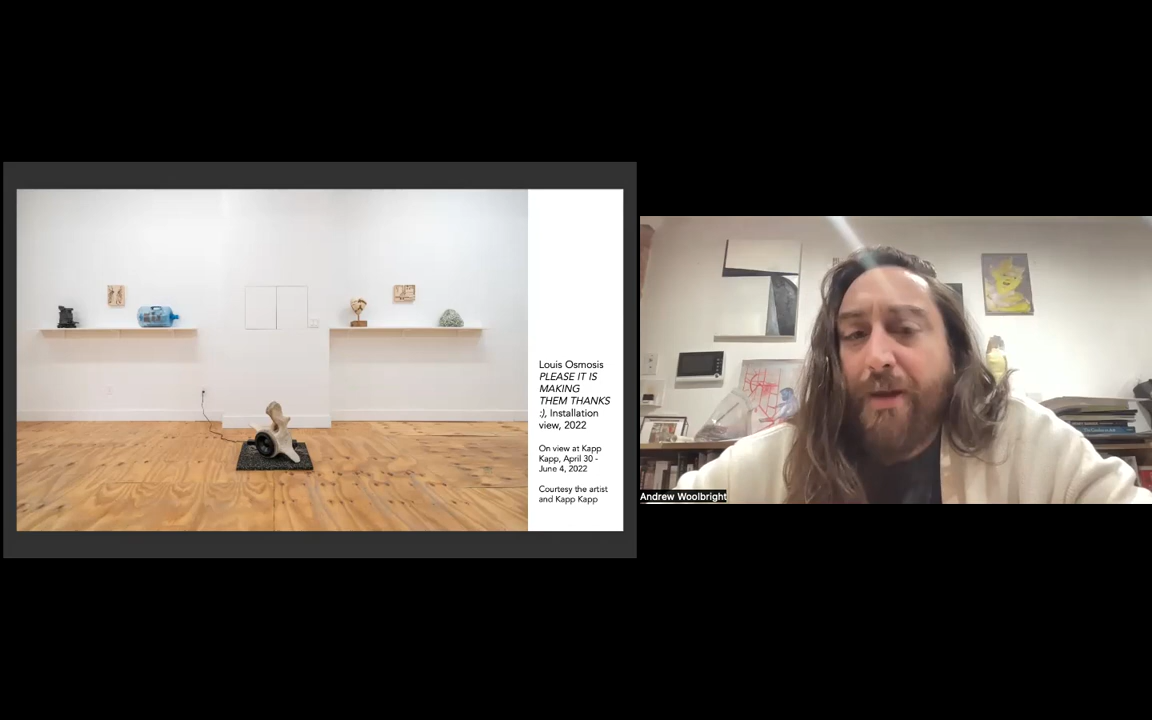 Louis Osmosis
PLEASE IT IS
MAKING
THEM THANKS
:), Installation
view, 2022
On view at Kapp
Kapp, April 30 -
June 4, 2022
Courtesy the artist
and Kapp Kapp
Andrew Woolbright